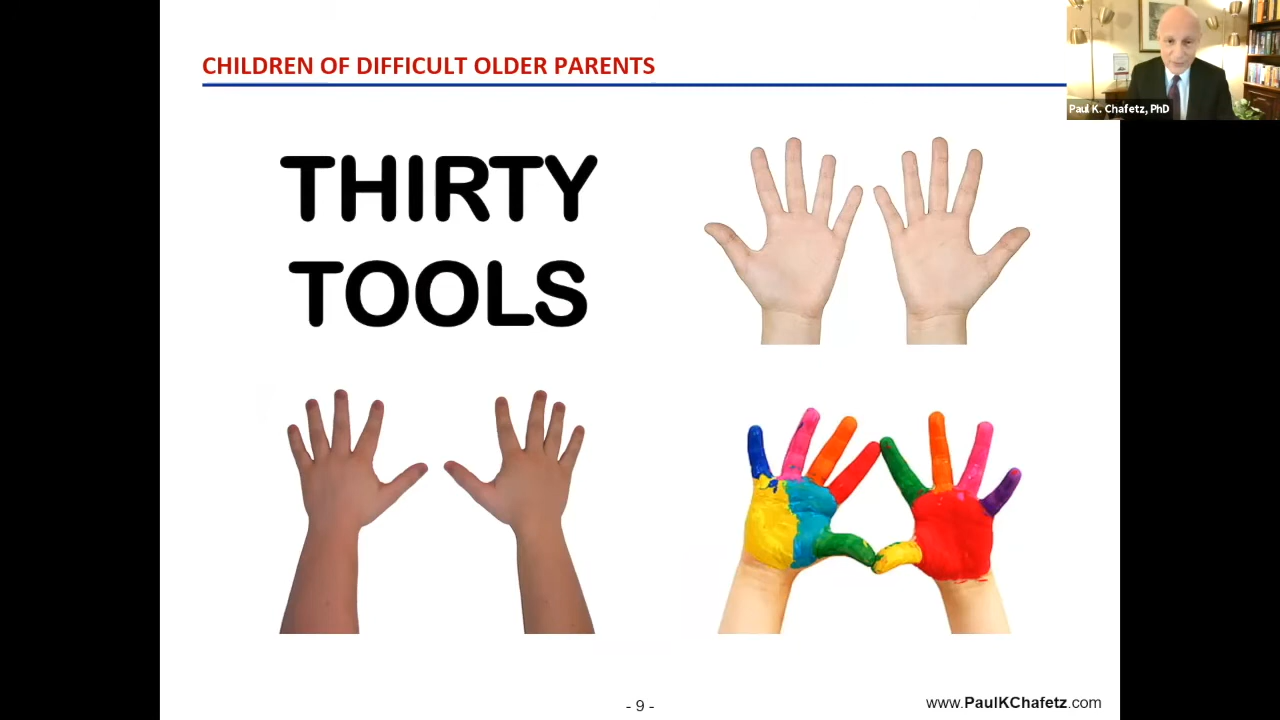 CHILDREN OF DIFFICULT OLDER PARENTS
Paul K. Chafetz, PhD
THIRTY
TOOLS
- 9 -
www.PaulKChafetz.com